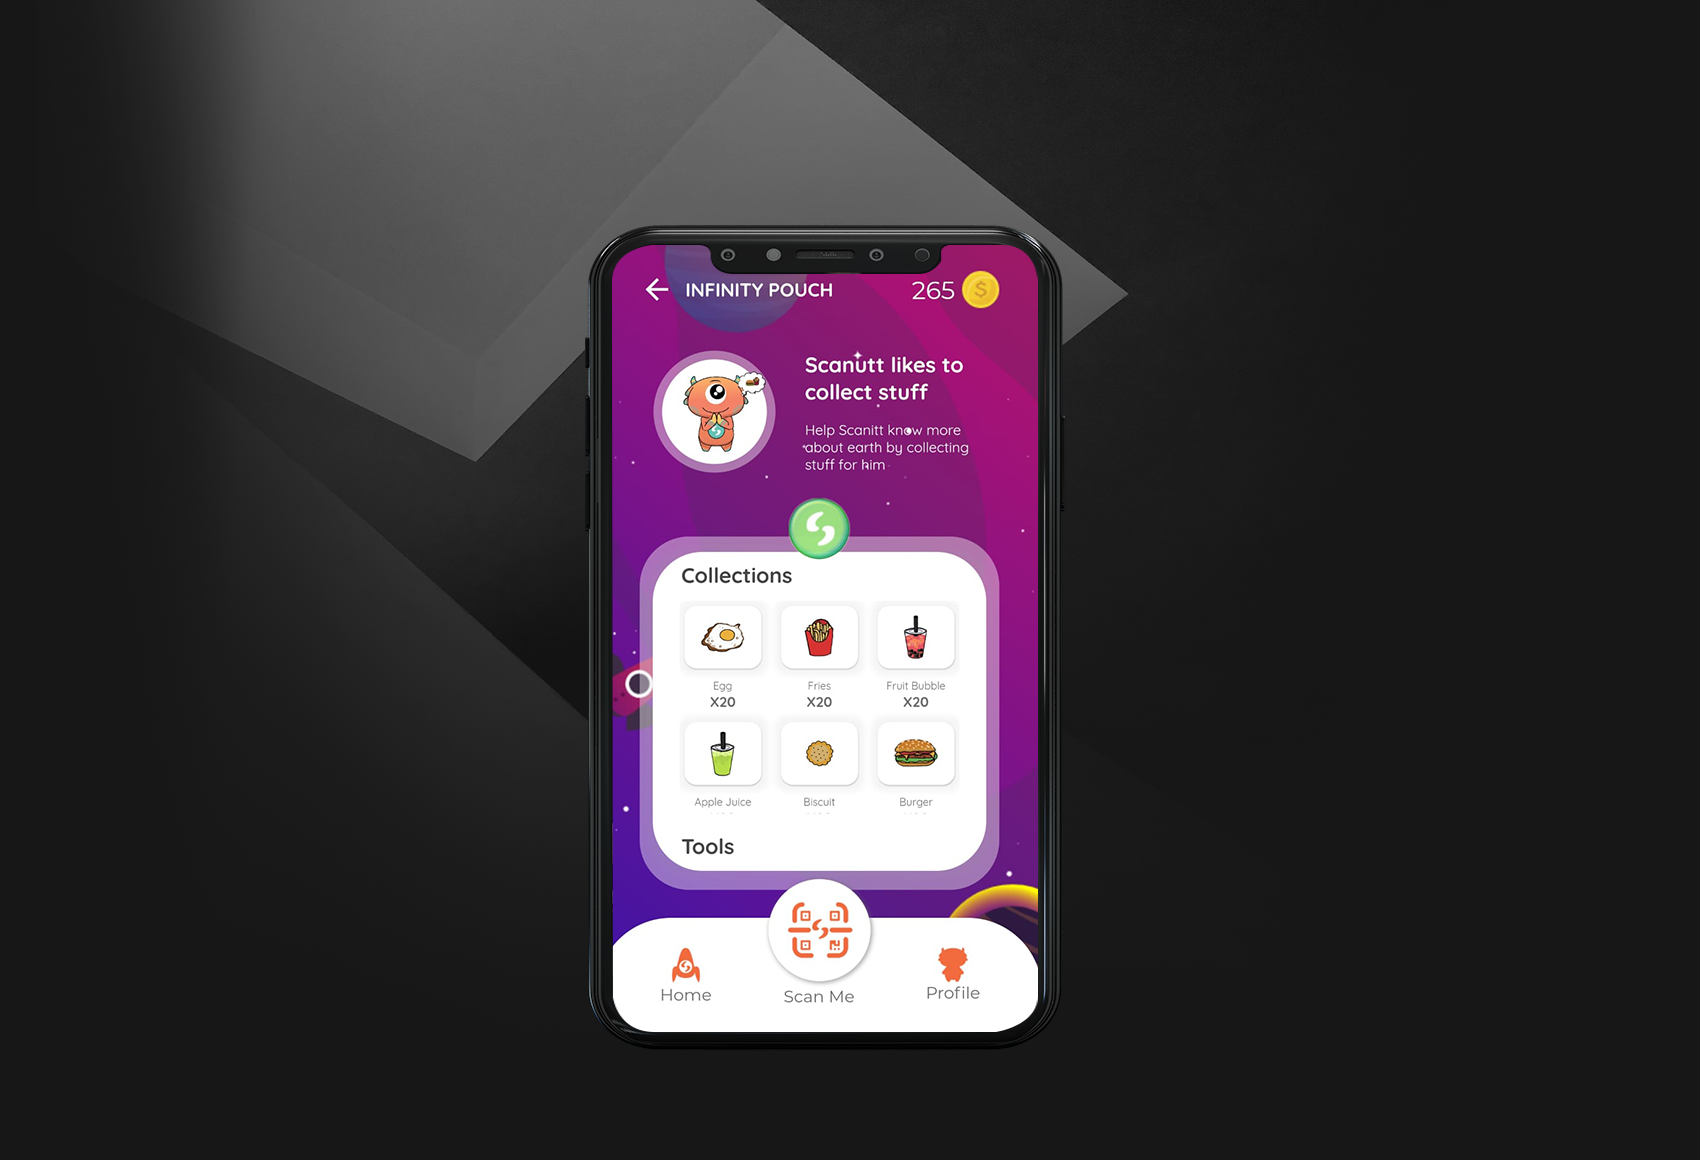 INFINITY POUCH
265
Scanutt likes to
collect stuff
Help Scanitt know more
about earth by collecting
stuff for him
Collections
Egg
Fries
Fruit Bubble
X20
X20
X20
Apple Juice
Biscuit
Burger
Tools
Home
Scan Me
Profile